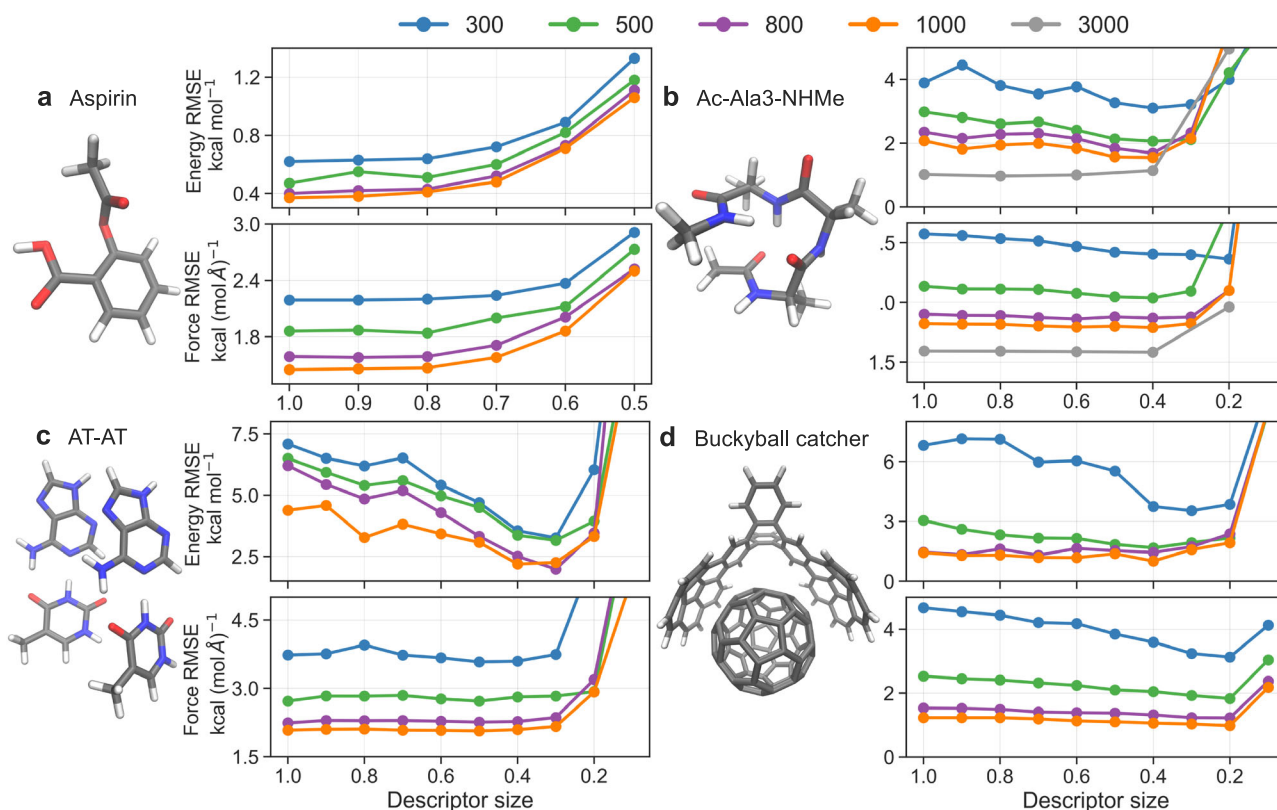 300 500 800 1000 3000
a Aspirin
Energy RMSE
kcal mol⁻¹
1.2
0.8
0.4
Force RMSE
kcal (mol Å)⁻¹
3.0
2.4
1.8
1.0 0.9 0.8 0.7 0.6 0.5
b Ac-Ala3-NHMe
4
2
0
.5
.0
1.5
1.0 0.8 0.6 0.4 0.2
c AT-AT
Energy RMSE
kcal mol⁻¹
7.5
5.0
2.5
Force RMSE
kcal (mol Å)⁻¹
4.5
3.0
1.5
1.0 0.8 0.6 0.4 0.2
Descriptor size
d Buckyball catcher
6
3
0
4
2
0
1.0 0.8 0.6 0.4 0.2
Descriptor size